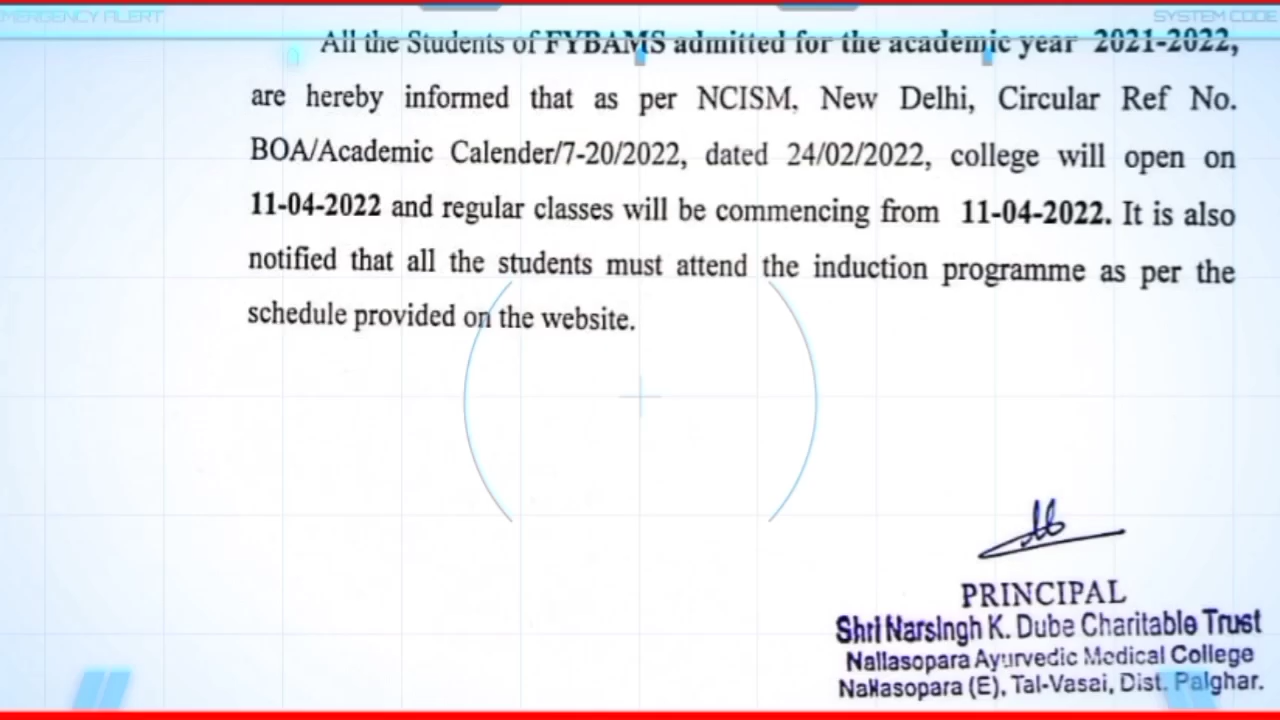 EMERGENCY ALERT
SYSTEM CODE
All the Students of FYBAMS admitted for the academic year 2021-2022,
are hereby informed that as per NCISM, New Delhi, Circular Ref No.
BOA/Academic Calender/7-20/2022, dated 24/02/2022, college will open on
11-04-2022 and regular classes will be commencing from 11-04-2022. It is also
notified that all the students must attend the induction programme as per the
schedule provided on the website.
PRINCIPAL
Shri Narsingh K. Dube Charitable Trust
Nallasopara Ayurvedic Medical College
Nallasopara (E), Tal-Vasai, Dist. Palghar.